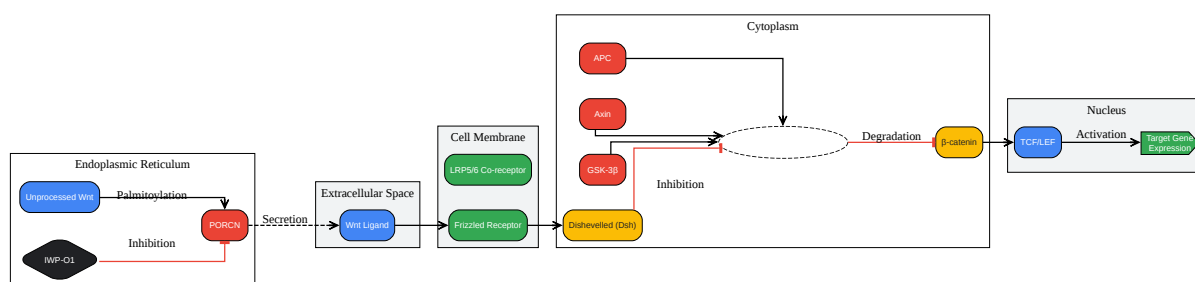 Endoplasmic Reticulum
Unprocessed Wnt
Palmitoylation
PORCN
Inhibition
IWP-O1
Secretion
Extracellular Space
Wnt Ligand
Cell Membrane
LRP5/6 Co-receptor
Frizzled Receptor
Cytoplasm
APC
Axin
GSK-3β
Inhibition
Dishevelled (Dsh)
Degradation
β-catenin
Nucleus
TCF/LEF
Activation
Target Gene
Expression